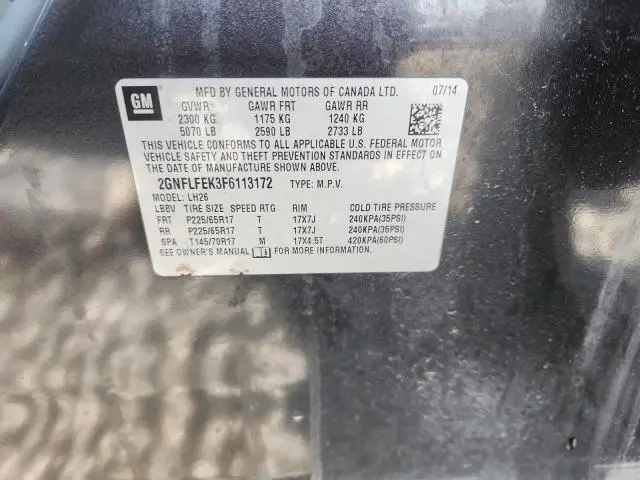 GM
MFD BY GENERAL MOTORS OF CANADA LTD. 07/14
GVWR GAWR FRT GAWR RR
2300 KG 1175 KG 1240 KG
5070 LB 2590 LB 2733 LB
THIS VEHICLE CONFORMS TO ALL APPLICABLE U.S. FEDERAL MOTOR
VEHICLE SAFETY AND THEFT PREVENTION STANDARDS IN EFFECT ON
THE DATE OF MANUFACTURE SHOWN ABOVE.
2GNFLFEK3F6113172 TYPE: M.P.V.
MODEL: LH26
LBBV TIRE SIZE SPEED RTG RIM COLD TIRE PRESSURE
FRT P225/65R17 T 17X7J 240KPA(35PSI)
RR P225/65R17 T 17X7J 240KPA(35PSI)
SPA T145/70R17 M 17X4.5T 420KPA(60PSI)
SEE OWNER'S MANUAL i FOR MORE INFORMATION.